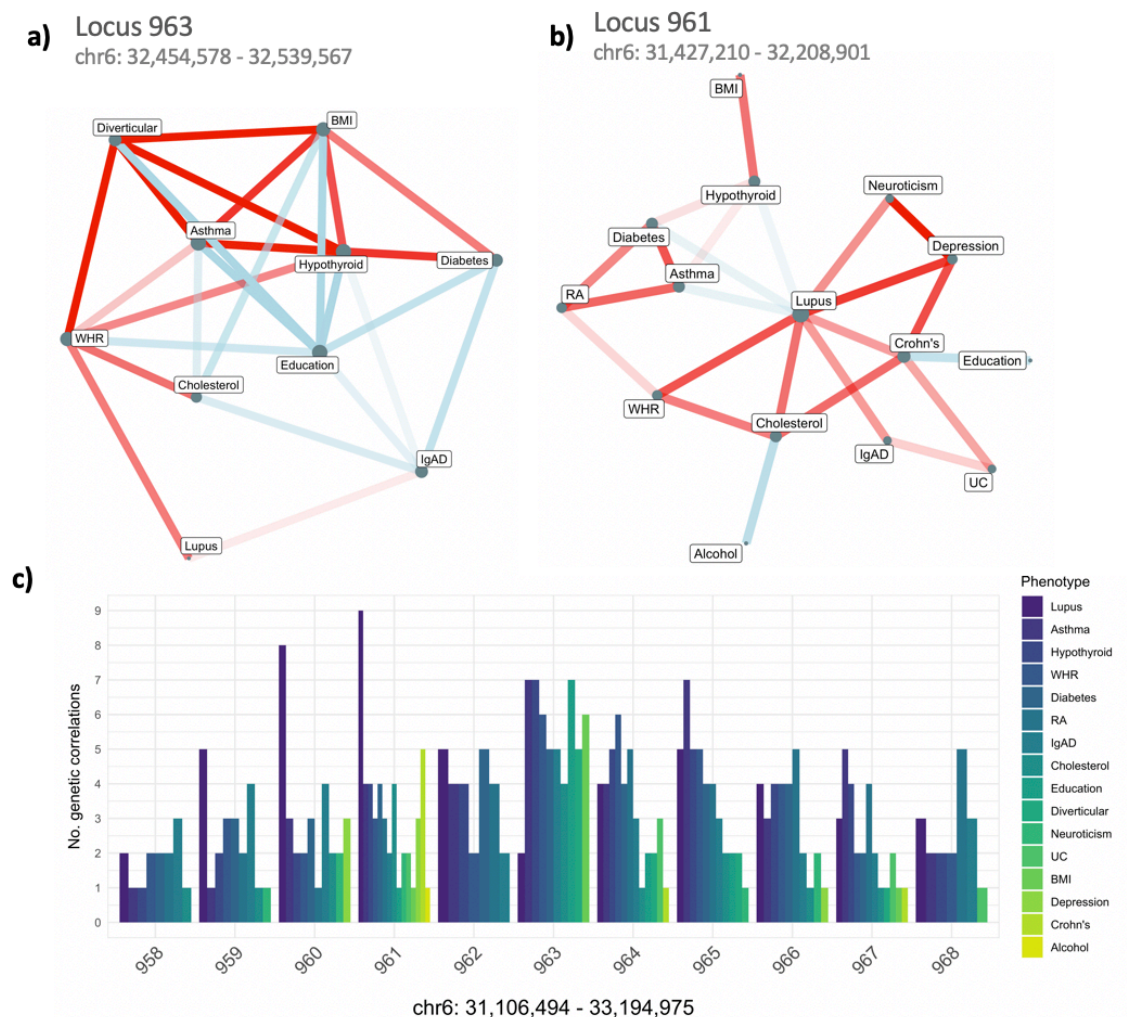 a)
Locus 963
chr6: 32,454,578 - 32,539,567
b)
Locus 961
chr6: 31,427,210 - 32,208,901
Diverticular
BMI
Asthma
Hypothyroid
Diabetes
WHR
Education
Cholesterol
IgAD
Lupus
BMI
Hypothyroid
Neuroticism
Diabetes
Depression
Asthma
RA
Lupus
Crohn's
Education
WHR
Cholesterol
IgAD
UC
Alcohol
c)
No. genetic correlations
9
8
7
6
5
4
3
2
1
0
958
959
960
961
962
963
964
965
966
967
968
chr6: 31,106,494 - 33,194,975
Phenotype
Lupus
Asthma
Hypothyroid
WHR
Diabetes
RA
IgAD
Cholesterol
Education
Diverticular
Neuroticism
UC
BMI
Depression
Crohn's
Alcohol